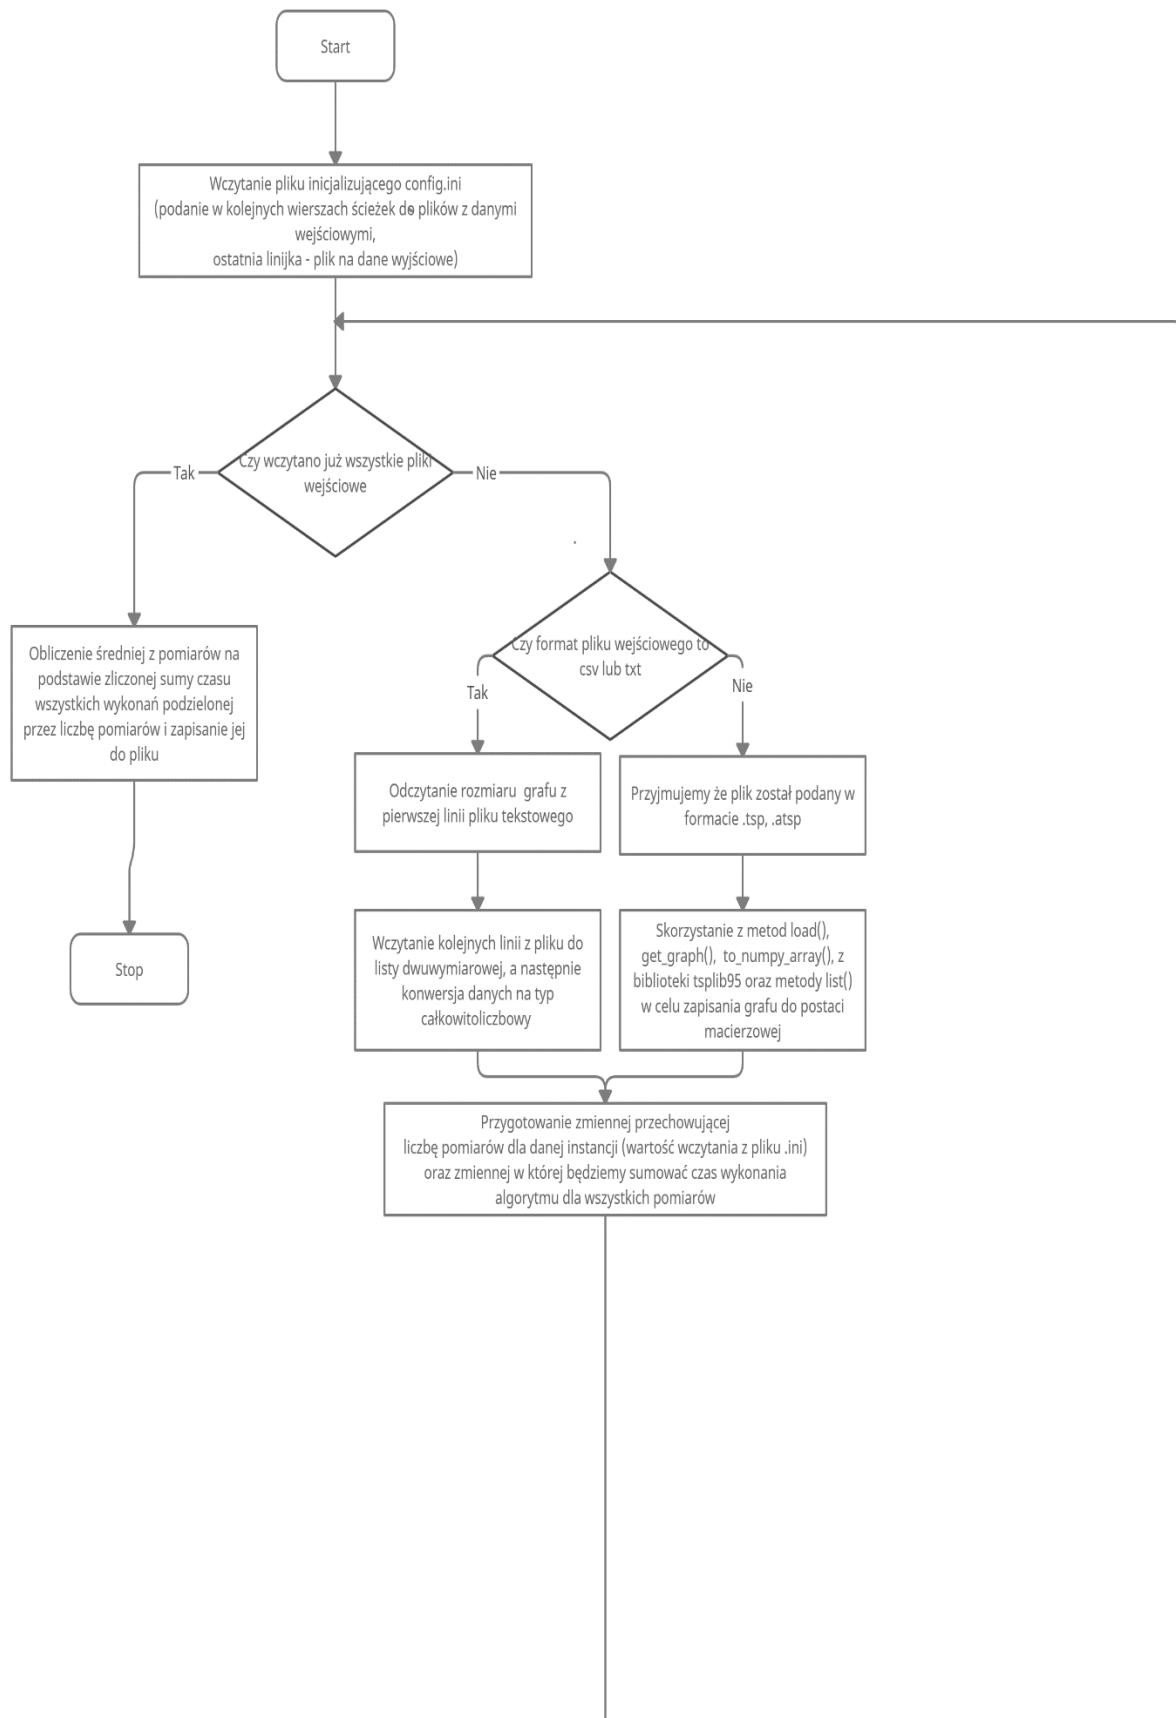 Start
Wczytanie pliku inicjalizującego config.ini
(podanie w kolejnych wierszach ścieżek do plików z danymi
wejściowymi,
ostatnia linijka - plik na dane wyjściowe)
Czy wczytano już wszystkie pliki
wejściowe
Tak
Nie
Czy format pliku wejściowego to
csv lub txt
Tak
Nie
Obliczenie średniej z pomiarów na
podstawie zliczonej sumy czasu
wszystkich wykonań podzielonej
przez liczbę pomiarów i zapisanie jej
do pliku
Stop
Odczytanie rozmiaru  grafu z
pierwszej linii pliku tekstowego
Przyjmujemy że plik został podany w
formacie .tsp, .atsp
Wczytanie kolejnych linii z pliku do
listy dwuwymiarowej, a następnie
konwersja danych na typ
całkowitoliczbowy
Skorzystanie z metod load(),
get_graph(),  to_numpy_array(), z
biblioteki tsplib95 oraz metody list()
w celu zapisania grafu do postaci
macierzowej
Przygotowanie zmiennej przechowującej
liczbę pomiarów dla danej instancji (wartość wczytania z pliku .ini)
oraz zmiennej w której będziemy sumować czas wykonania
algorytmu dla wszystkich pomiarów